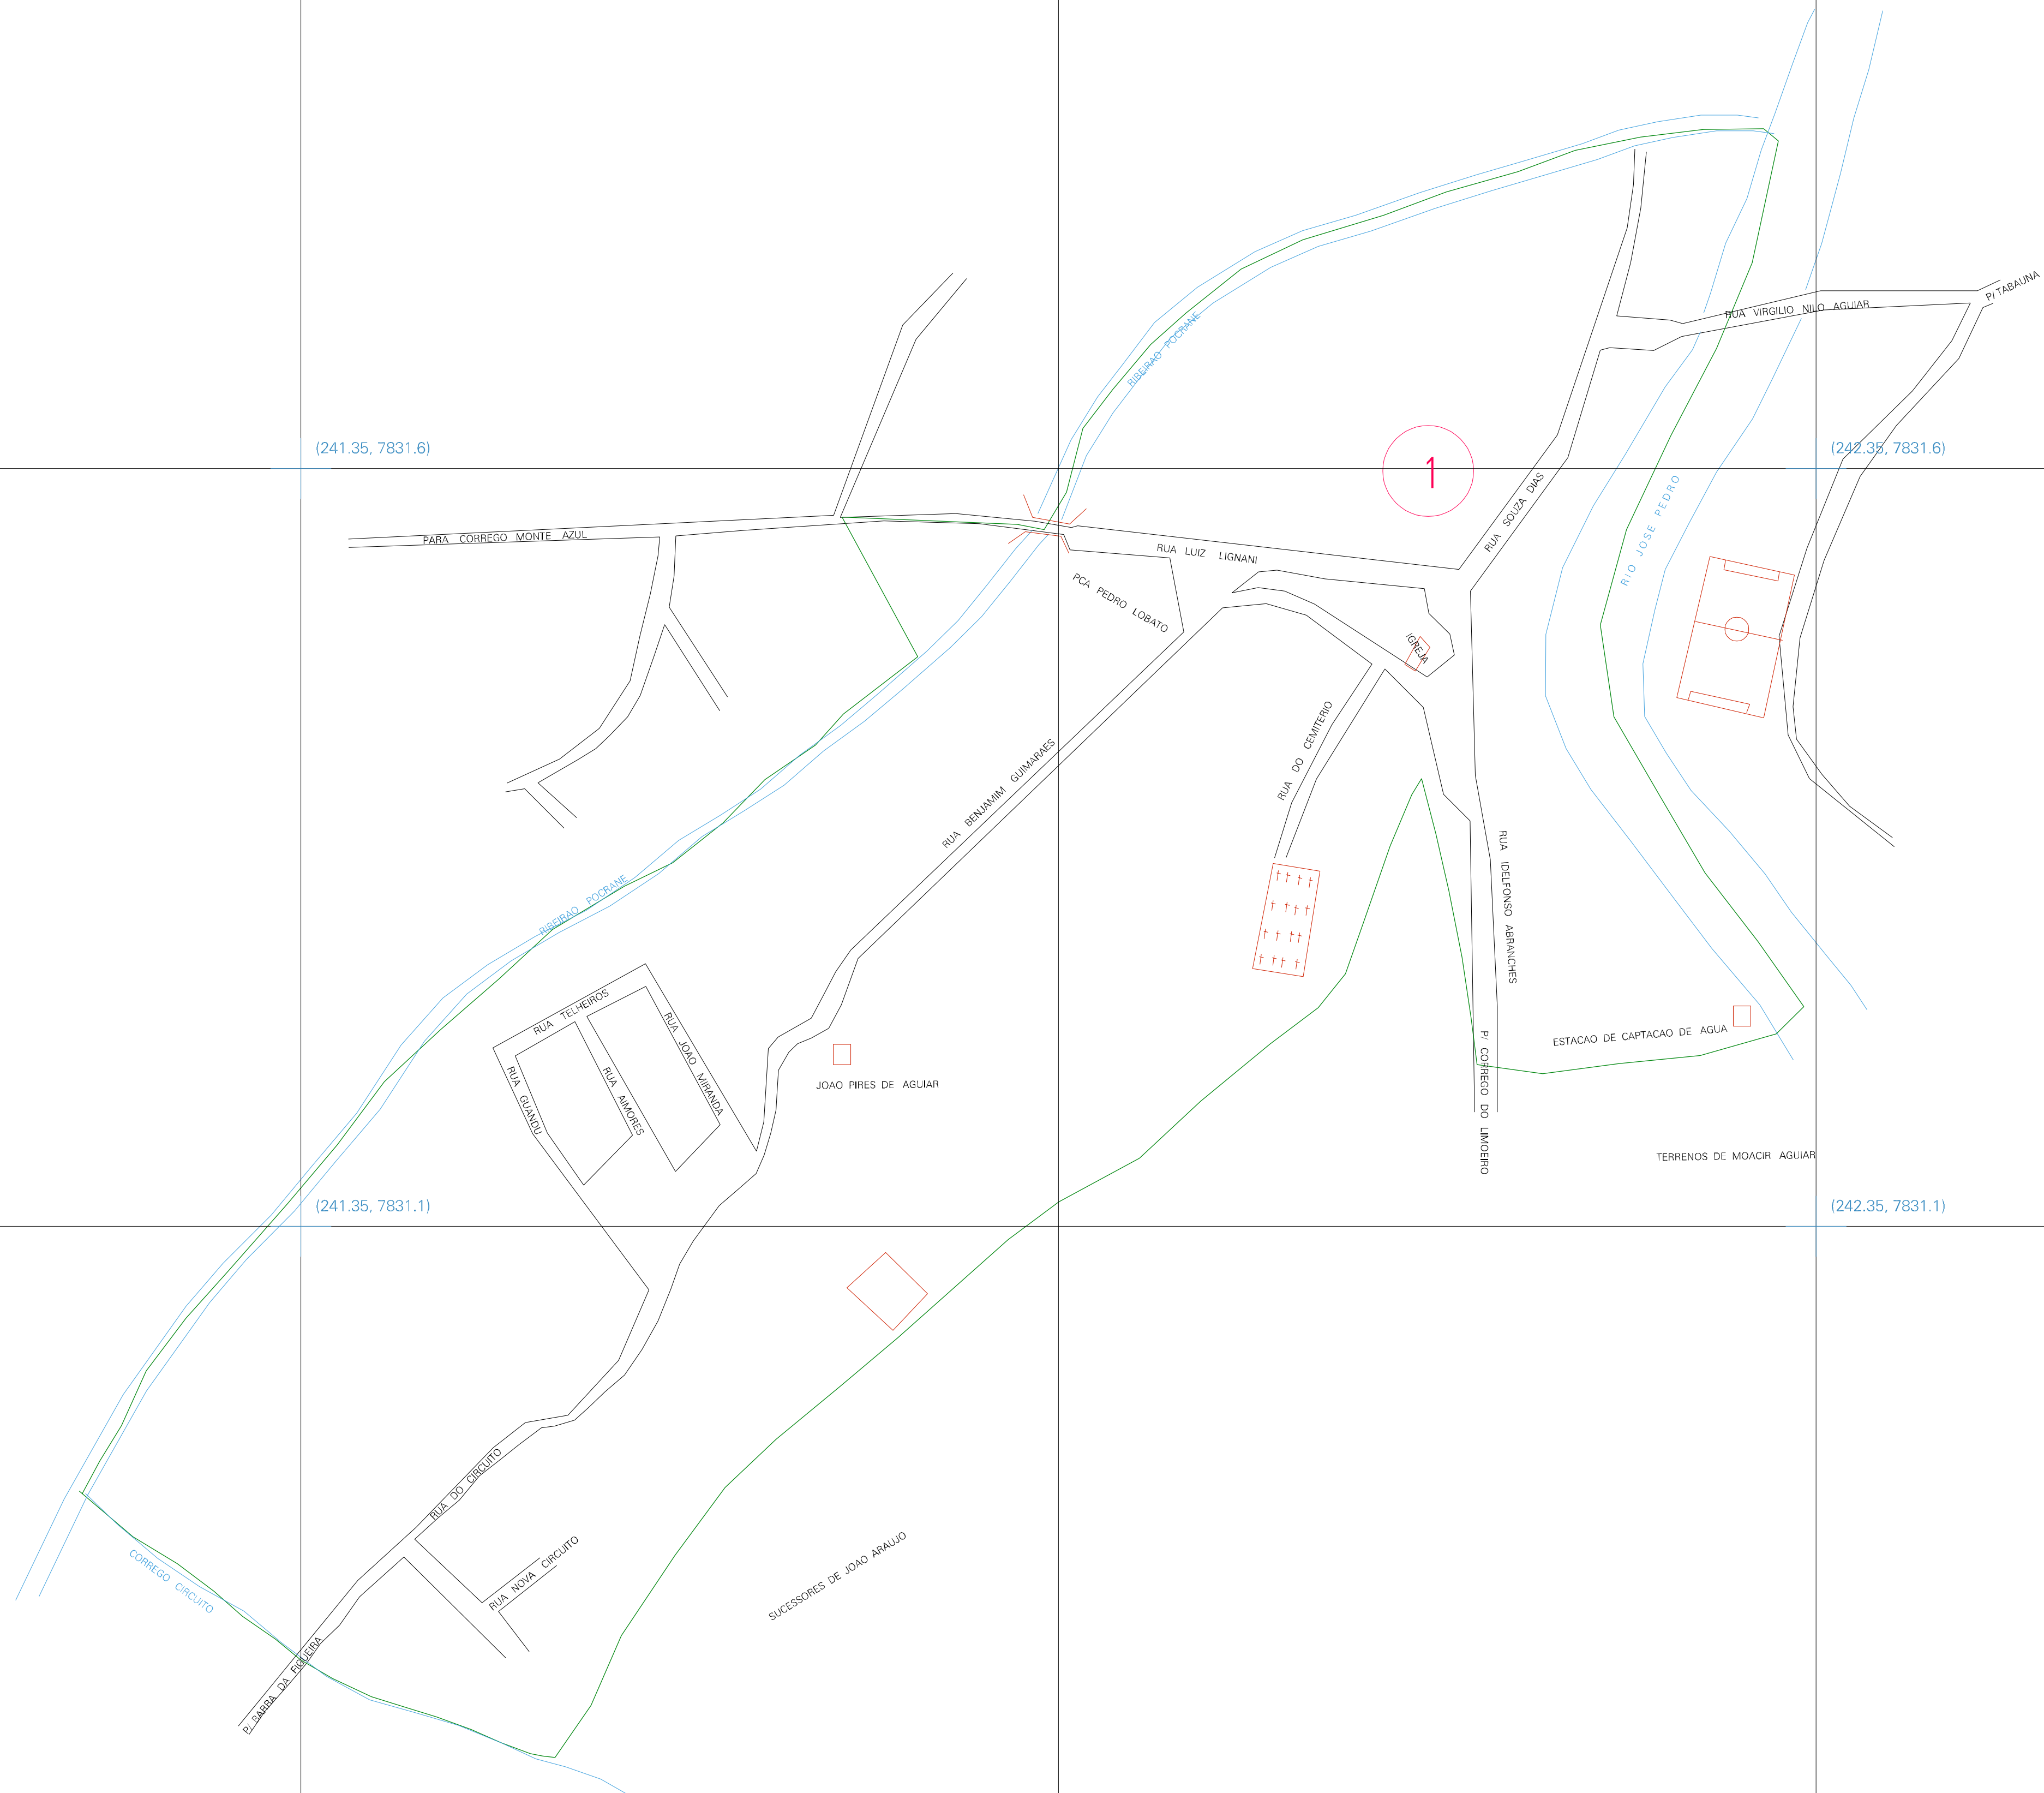 P/ TABAUNA
RUA VIRGILIO NILO AGUIAR
RIBEIRAO POCRANE
(241.35, 7831.6)
(242.35, 7831.6)
1
RUA SOUZA DIAS
RIO JOSE PEDRO
PARA CORREGO MONTE AZUL
RUA LUIZ LIGNANI
PCA PEDRO LOBATO
IGREJA
RUA DO CEMITERIO
RUA BENJAMIM GUIMARAES
RUA IDELFONSO ABRANCHES
RIBEIRAO POCRANE
RUA TELHEIROS
RUA JOAO MIRANDA
RUA GUANDU
RUA AIMORES
JOAO PIRES DE AGUIAR
ESTACAO DE CAPTACAO DE AGUA
P/ CORREGO DO LIMOEIRO
TERRENOS DE MOACIR AGUIAR
(241.35, 7831.1)
(242.35, 7831.1)
RUA DO CIRCUITO
RUA NOVA CIRCUITO
SUCESSORES DE JOAO ARAUJO
CORREGO CIRCUITO
P/ BARRA DA FIGUEIRA